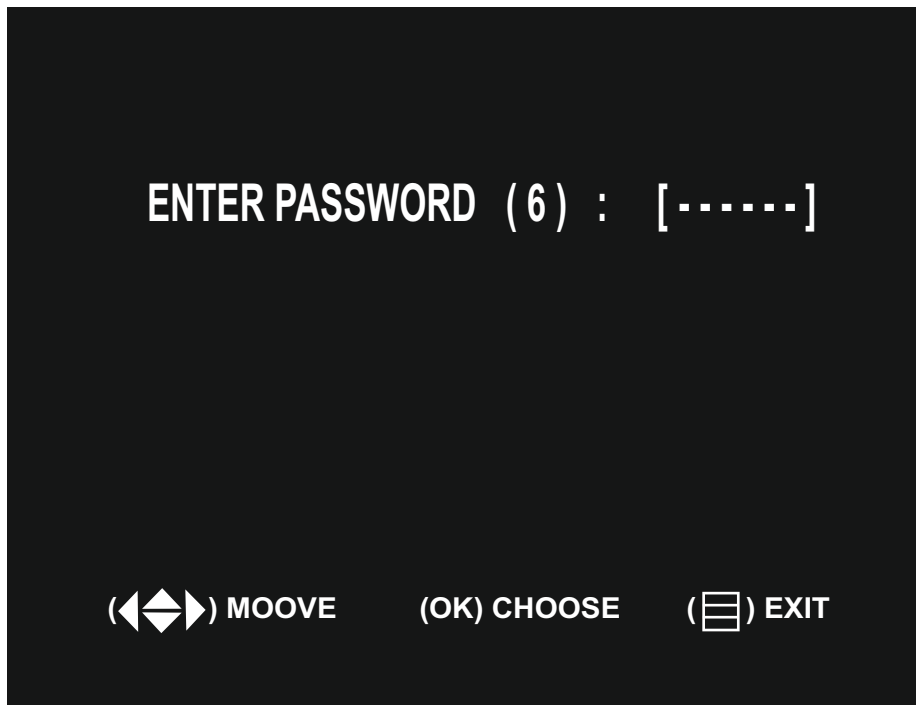 ENTER PASSWORD (6) : [------]
() MOOVE (OK) CHOOSE () EXIT